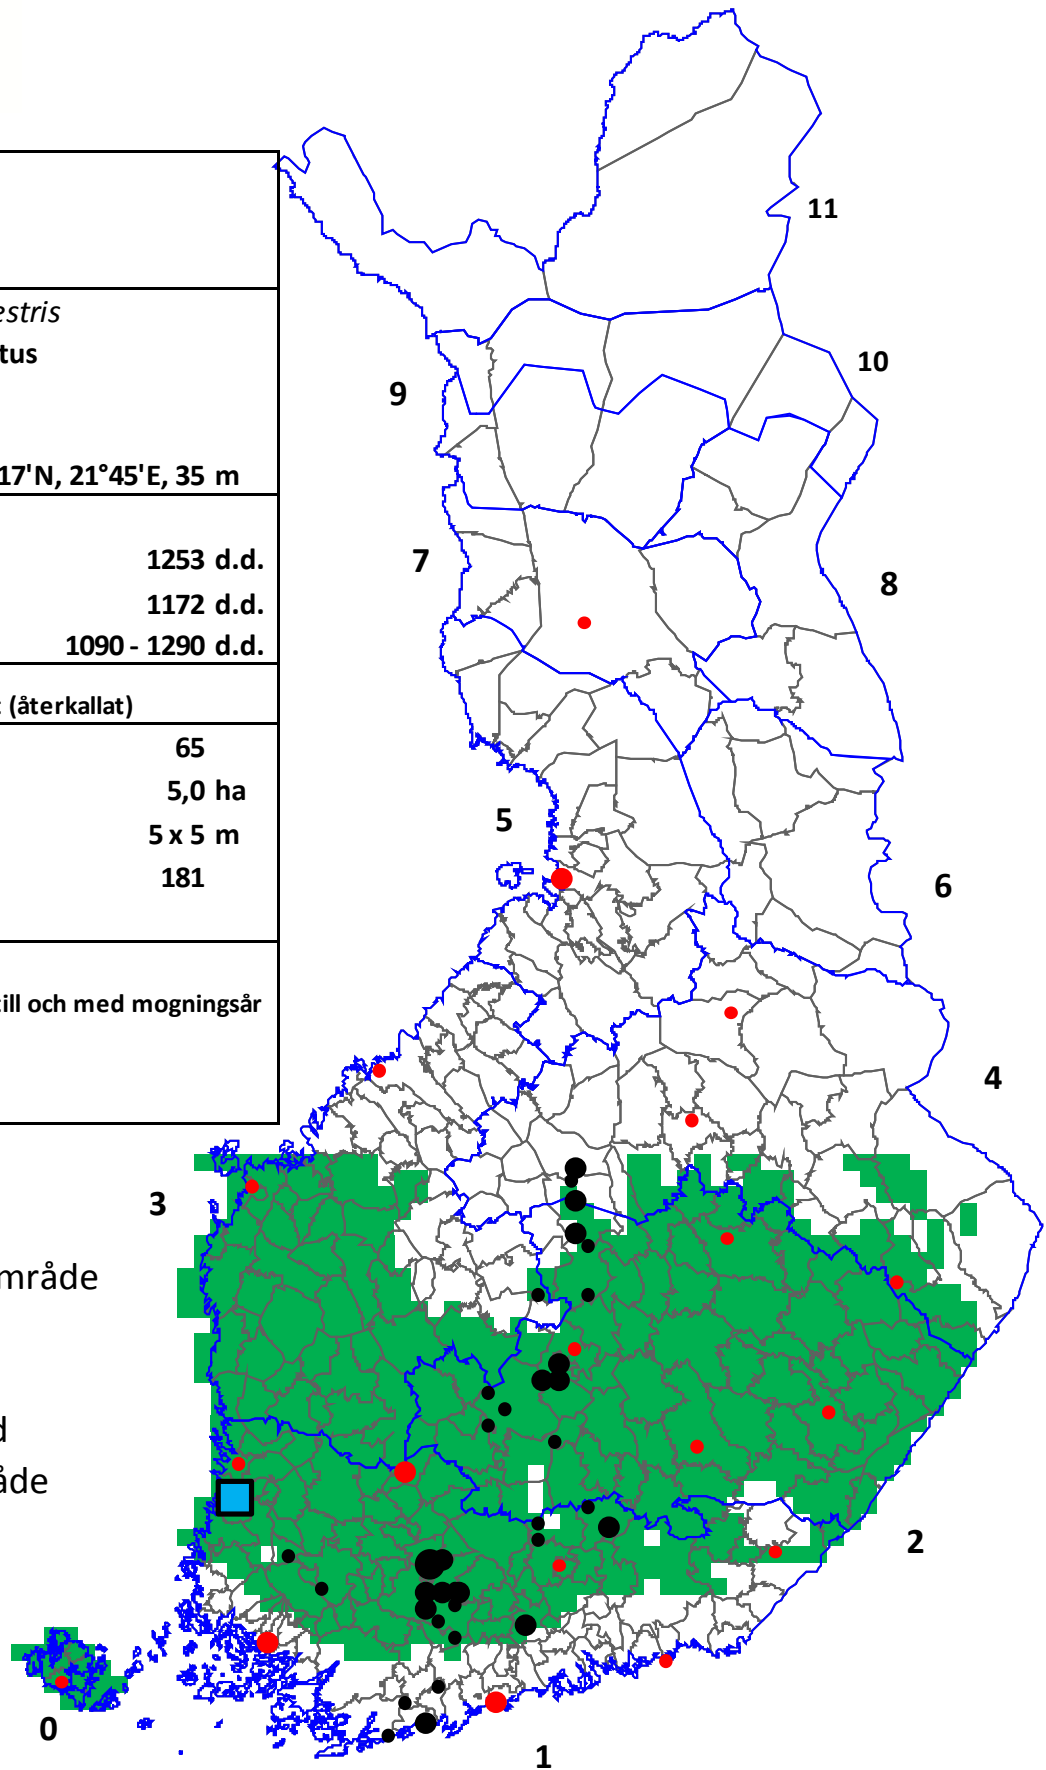 estris
tus
17'N, 21°45'E, 35 m
1253 d.d.
1172 d.d.
1090 - 1290 d.d.
(återkallat)
65
5,0 ha
5 x 5 m
181
till och med mogningsår
11
10
9
7
8
5
6
4
3
mråde
d
åde
2
0
1